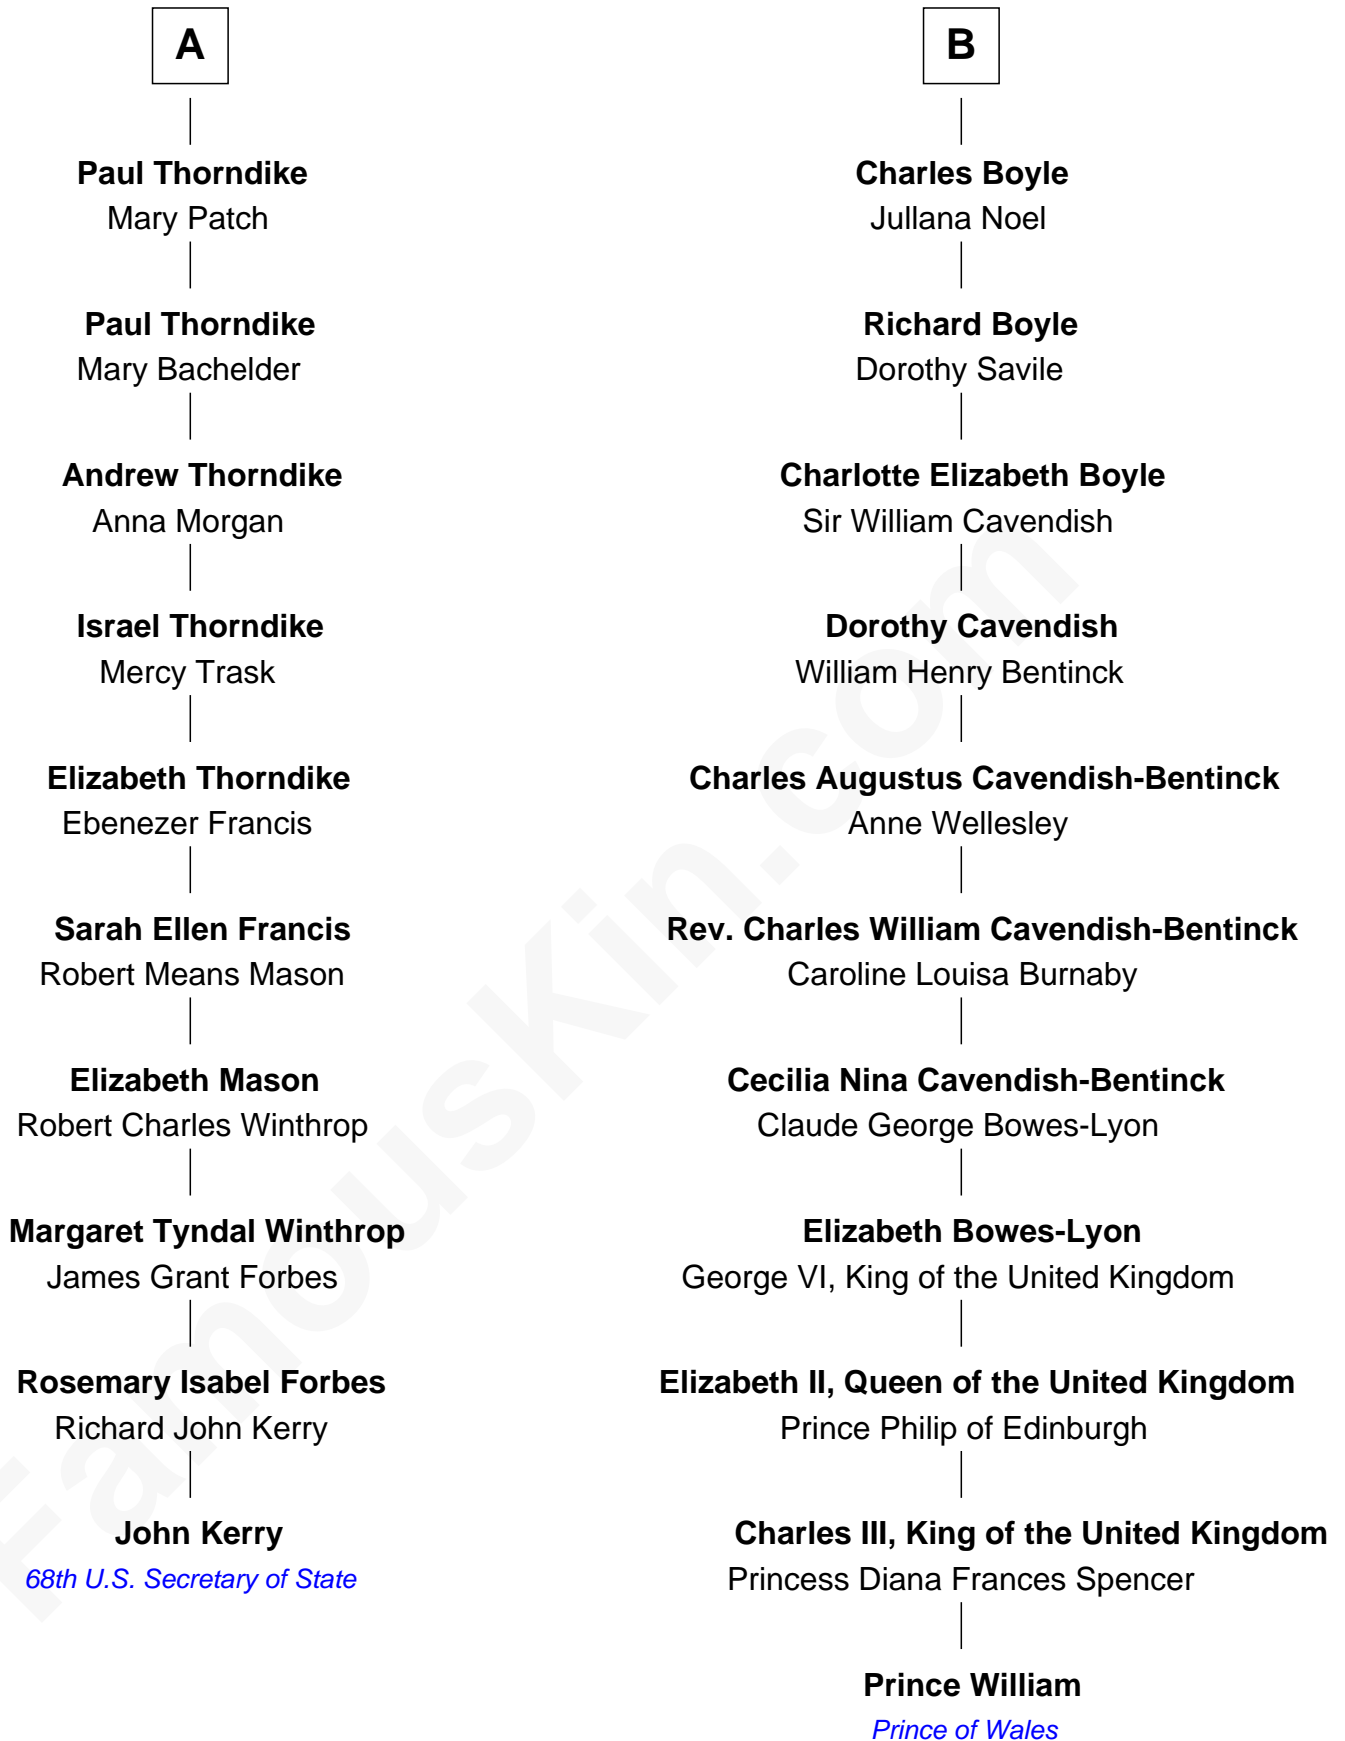 A
Paul Thorndike
Mary Patch
Paul Thorndike
Mary Bachelder
Andrew Thorndike
Anna Morgan
Israel Thorndike
Mercy Trask
Elizabeth Thorndike
Ebenezer Francis
Sarah Ellen Francis
Robert Means Mason
Elizabeth Mason
Robert Charles Winthrop
Margaret Tyndal Winthrop
James Grant Forbes
Rosemary Isabel Forbes
Richard John Kerry
John Kerry
68th U.S. Secretary of State
B
Charles Boyle
Jullana Noel
Richard Boyle
Dorothy Savile
Charlotte Elizabeth Boyle
Sir William Cavendish
Dorothy Cavendish
William Henry Bentinck
Charles Augustus Cavendish-Bentinck
Anne Wellesley
Rev. Charles William Cavendish-Bentinck
Caroline Louisa Burnaby
Cecilia Nina Cavendish-Bentinck
Claude George Bowes-Lyon
Elizabeth Bowes-Lyon
George VI, King of the United Kingdom
Elizabeth II, Queen of the United Kingdom
Prince Philip of Edinburgh
Charles III, King of the United Kingdom
Princess Diana Frances Spencer
Prince William
Prince of Wales
FamousKin.com